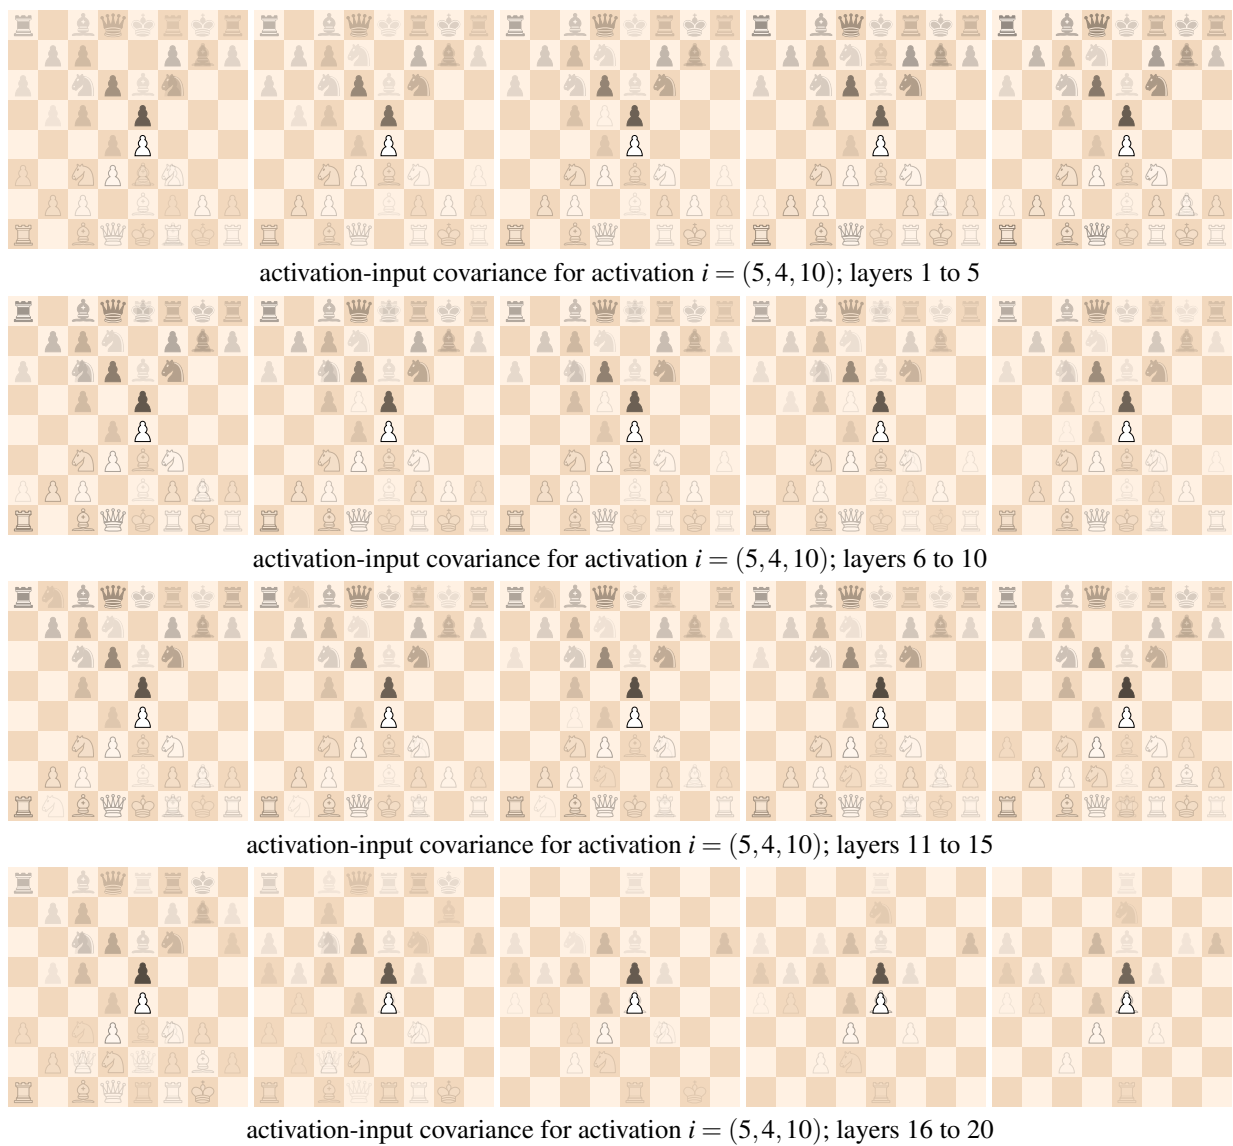 activation-input covariance for activation i = (5,4,10); layers 1 to 5
activation-input covariance for activation i = (5,4,10); layers 6 to 10
activation-input covariance for activation i = (5,4,10); layers 11 to 15
activation-input covariance for activation i = (5,4,10); layers 16 to 20